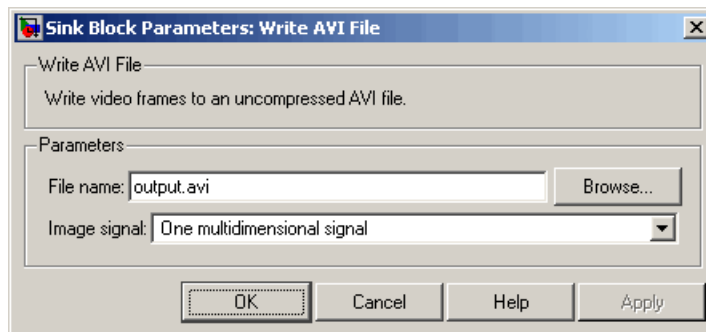 Sink Block Parameters: Write AVI File
Write AVI File
Write video frames to an uncompressed AVI file.
Parameters
File name: output.avi Browse...
Image signal: One multidimensional signal
OK Cancel Help Apply